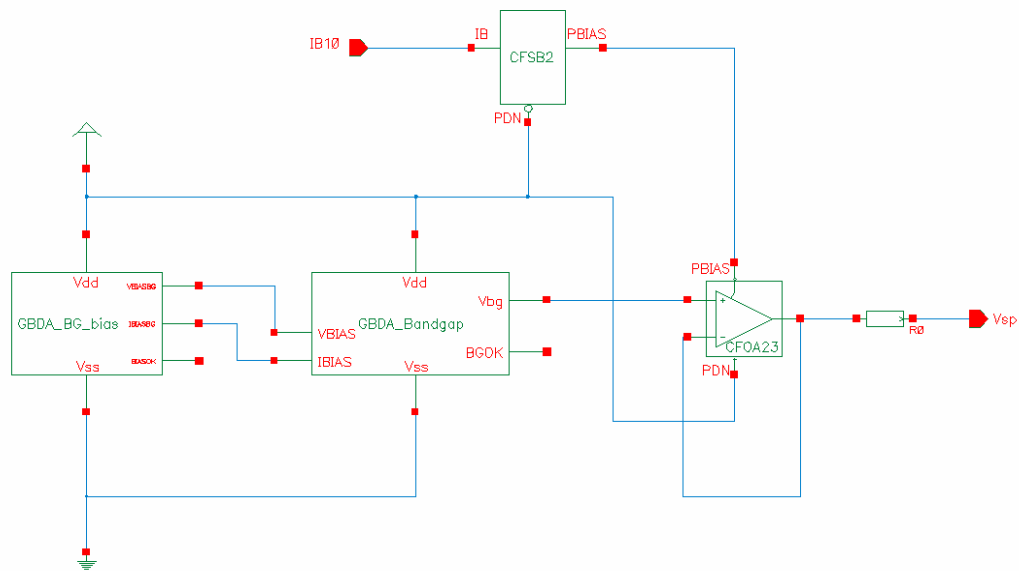 IB10
IB
PBIAS
CFSB2
PDN
Vdd
VBIASBG
GBDA_BG_bias
IBIASBG
BIASOK
Vss
Vdd
Vbg
VBIAS
GBDA_Bandgap
IBIAS
BGOK
Vss
PBIAS
+
-
CFOA23
PDN
R0
Vsp